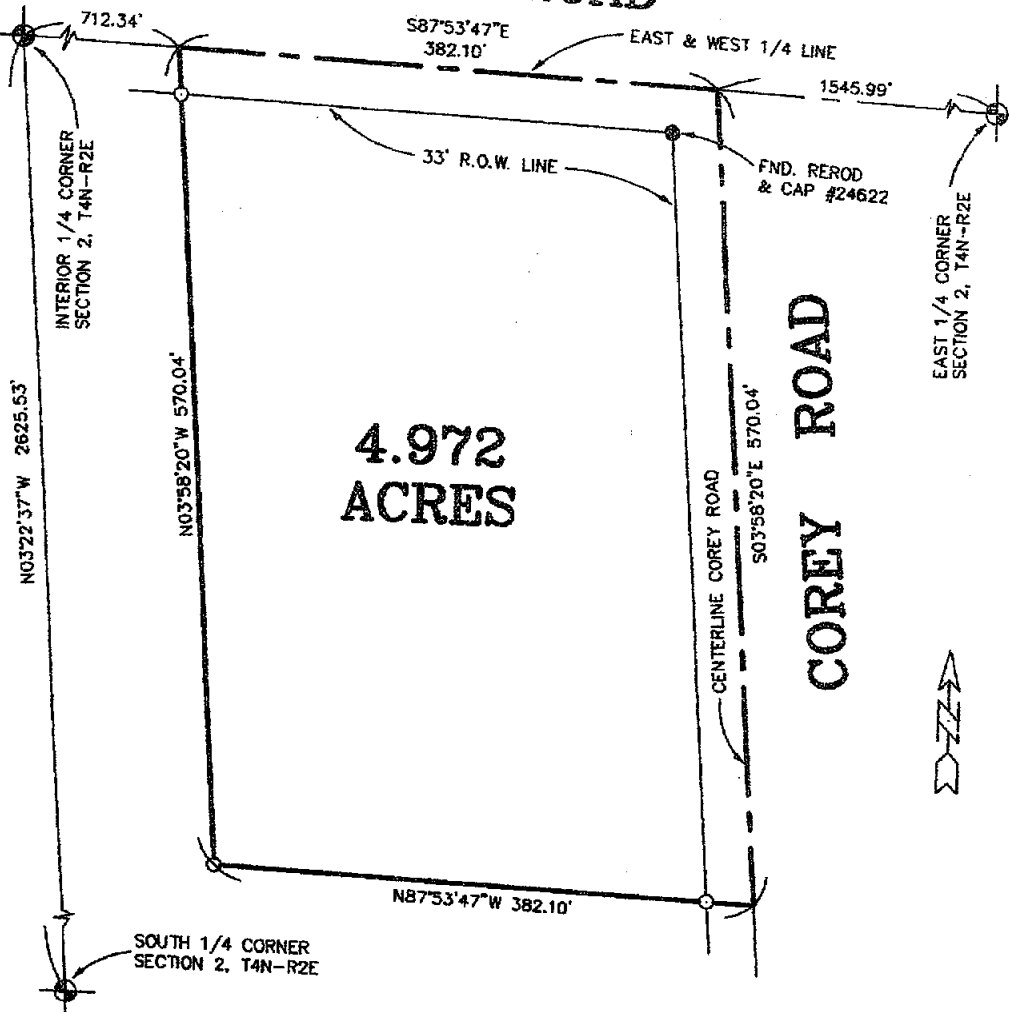 712.34'
S87°53'47"E
382.10'
EAST & WEST 1/4 LINE
1545.99'
33' R.O.W. LINE
FND. REROD
& CAP #24622
INTERIOR 1/4 CORNER
SECTION 2, T4N-R2E
EAST 1/4 CORNER
SECTION 2, T4N-R2E
N03°22'37"W 2625.53'
N03°58'20"W 570.04'
4.972
ACRES
CENTERLINE COREY ROAD
S03°58'20"E 570.04'
COREY ROAD
N
N87°53'47"W 382.10'
SOUTH 1/4 CORNER
SECTION 2, T4N-R2E